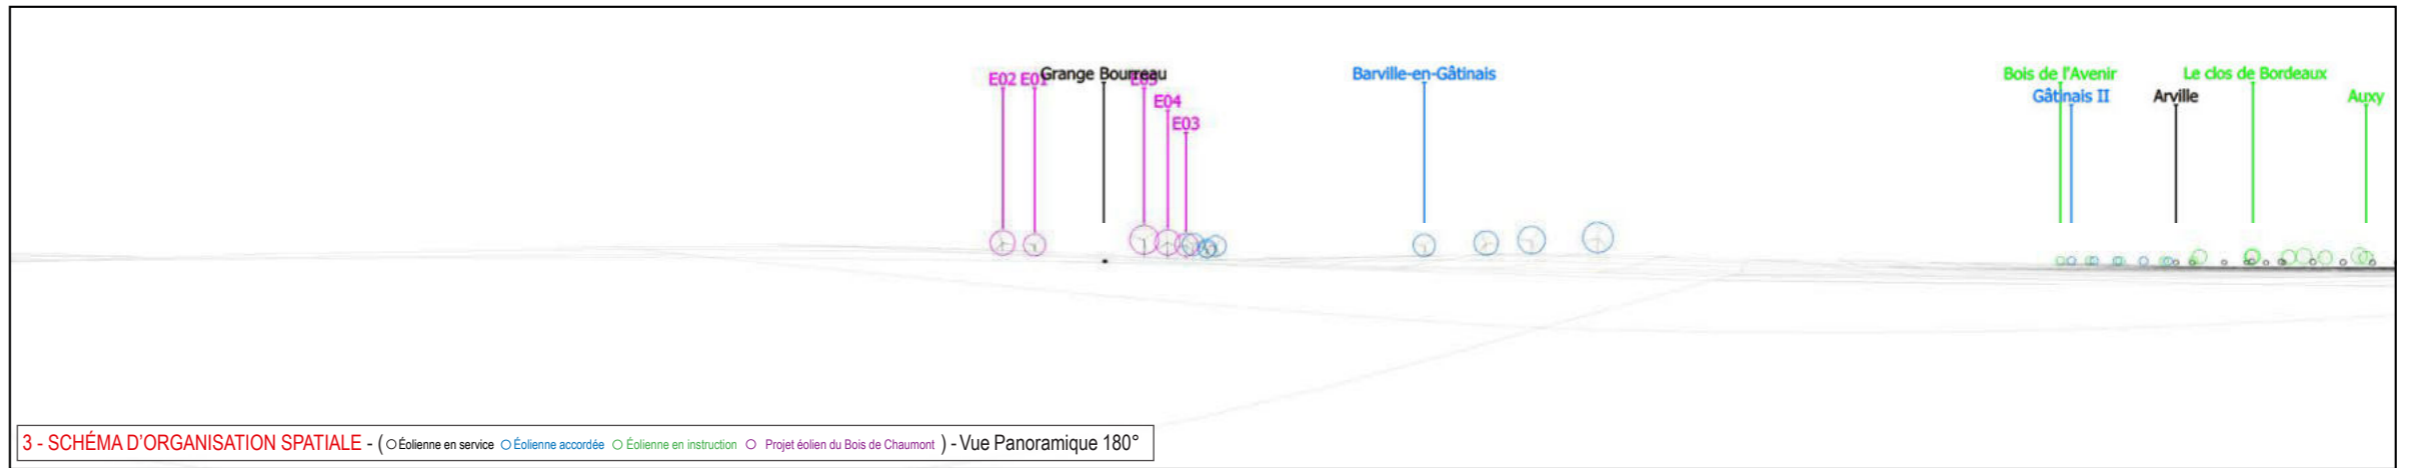 E02 E01 Grange Bourreau E05 Barville-en-Gâtinais Bois de l'Avenir Le clos de Bordeaux
E04 Gâtinais II Arville Auxy
E03
3 - SCHÉMA D'ORGANISATION SPATIALE - ( Éolienne en service Éolienne accordée Éolienne en instruction Projet éolien du Bois de Chaumont ) - Vue Panoramique 180°